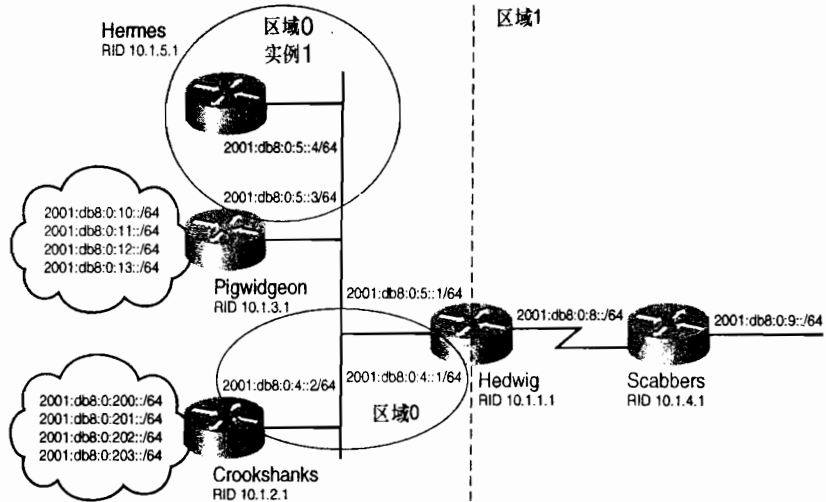 Hermes
RID 10.1.5.1
区域0
实例1
区域1
2001:db8:0:5::4/64
2001:db8:0:5::3/64
2001:db8:0:10::/64
2001:db8:0:11::/64
2001:db8:0:12::/64
2001:db8:0:13::/64
Pigwidgeon
RID 10.1.3.1
2001:db8:0:5::1/64
2001:db8:0:8::/64
2001:db8:0:9::/64
2001:db8:0:4::2/64
2001:db8:0:4::1/64
Hedwig
RID 10.1.1.1
Scabbers
RID 10.1.4.1
区域0
2001:db8:0:200::/64
2001:db8:0:201::/64
2001:db8:0:202::/64
2001:db8:0:203::/64
Crookshanks
RID 10.1.2.1